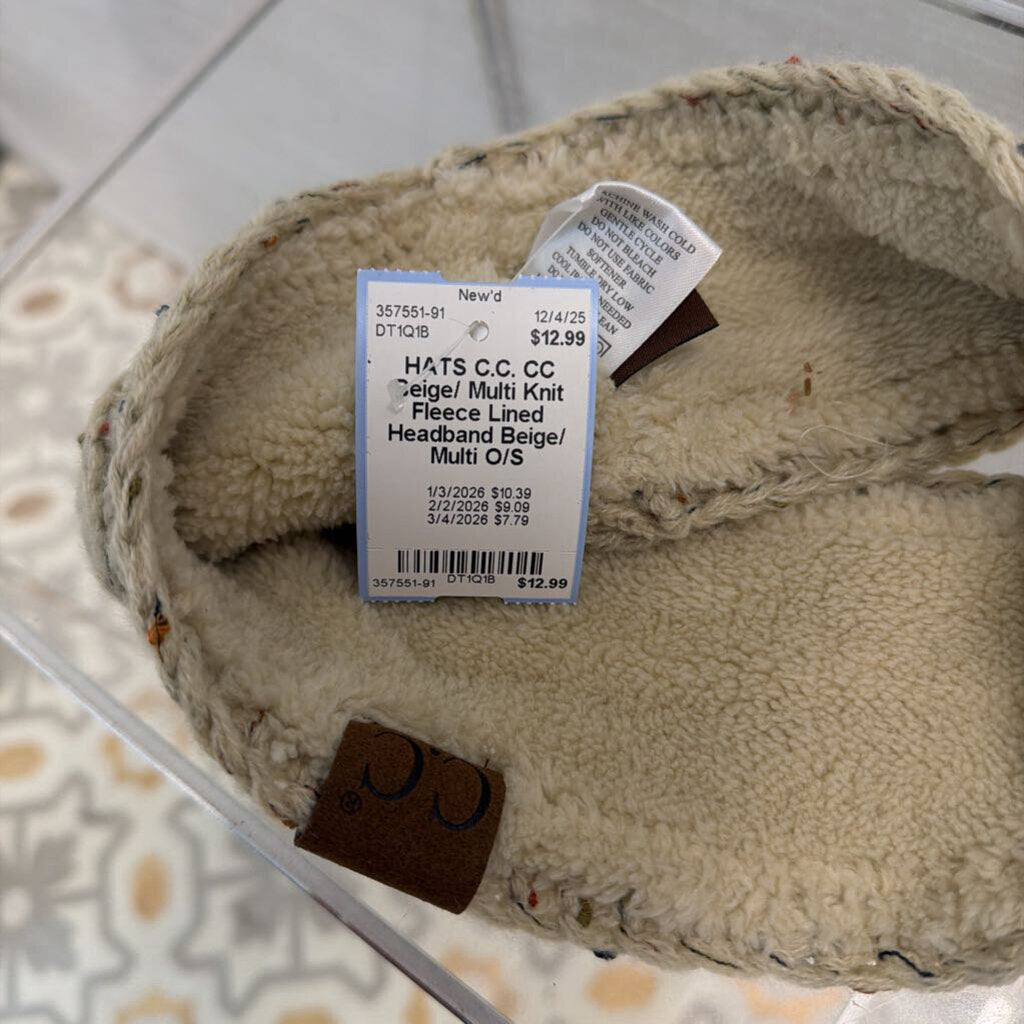 New'd
357551-91 12/4/25
DT1Q1B $12.99
HATS C.C. CC
Beige/ Multi Knit
Fleece Lined
Headband Beige/
Multi O/S
1/3/2026 $10.39
2/2/2026 $9.09
3/4/2026 $7.79
357551-91 DT1Q1B $12.99
ACHINE WASH COLD
WITH LIKE COLORS
GENTLE CYCLE
DO NOT BLEACH
DO NOT USE FABRIC
SOFTENER
TUMBLE DRY LOW
COOL
NEEDED
C.C
®